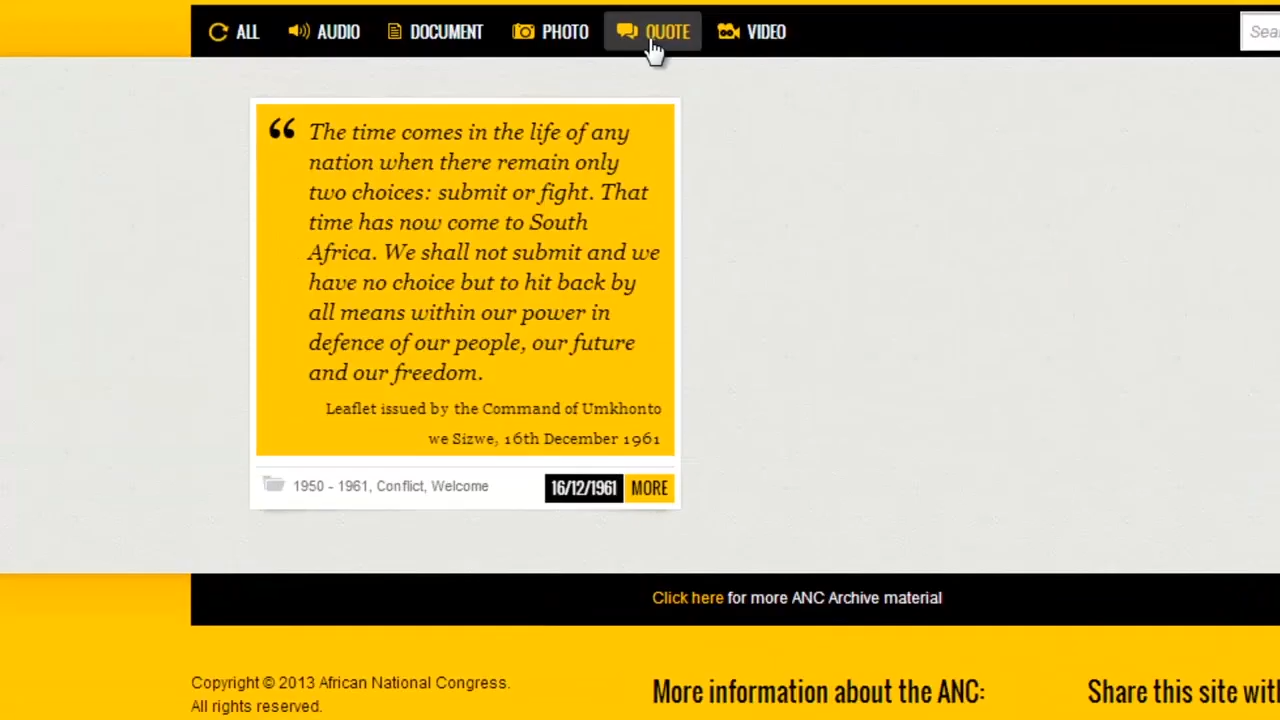 ALL AUDIO DOCUMENT PHOTO QUOTE VIDEO
“ The time comes in the life of any
nation when there remain only
two choices: submit or fight. That
time has now come to South
Africa. We shall not submit and we
have no choice but to hit back by
all means within our power in
defence of our people, our future
and our freedom.
Leaflet issued by the Command of Umkhonto
we Sizwe, 16th December 1961
1950 - 1961, Conflict, Welcome 16/12/1961 MORE
Click here for more ANC Archive material
Copyright © 2013 African National Congress.
All rights reserved.
More information about the ANC:
Share this site